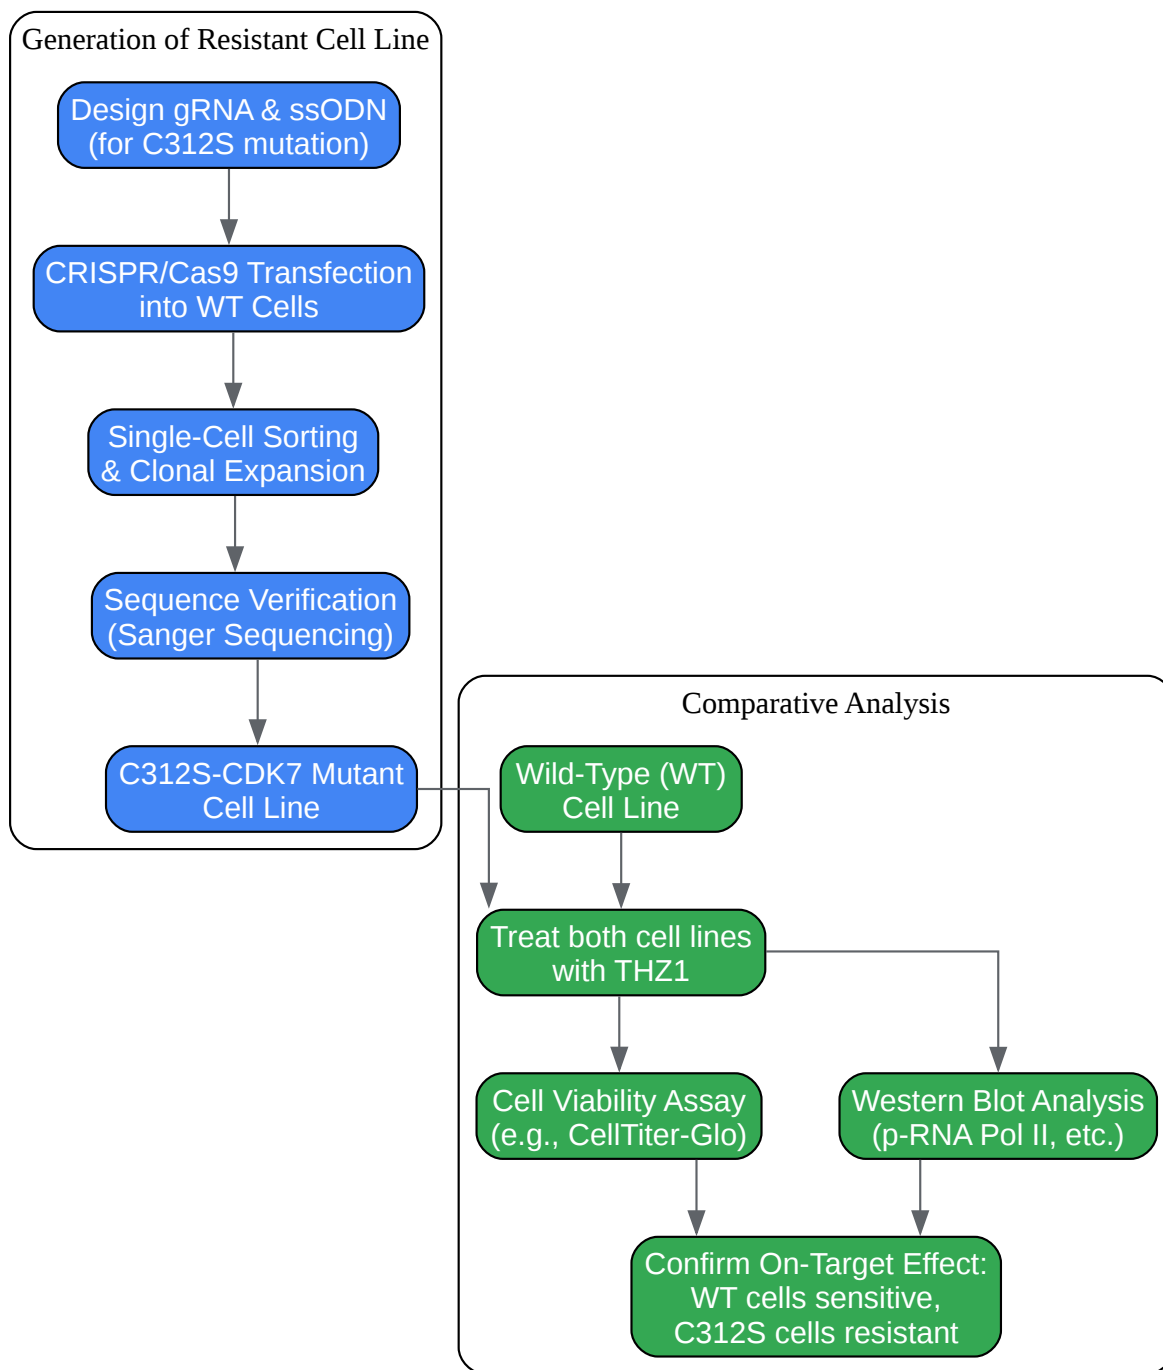 Generation of Resistant Cell Line
Design gRNA & ssODN
(for C312S mutation)
CRISPR/Cas9 Transfection
into WT Cells
Single-Cell Sorting
& Clonal Expansion
Sequence Verification
(Sanger Sequencing)
C312S-CDK7 Mutant
Cell Line
Comparative Analysis
Wild-Type (WT)
Cell Line
Treat both cell lines
with THZ1
Cell Viability Assay
(e.g., CellTiter-Glo)
Western Blot Analysis
(p-RNA Pol II, etc.)
Confirm On-Target Effect:
WT cells sensitive,
C312S cells resistant